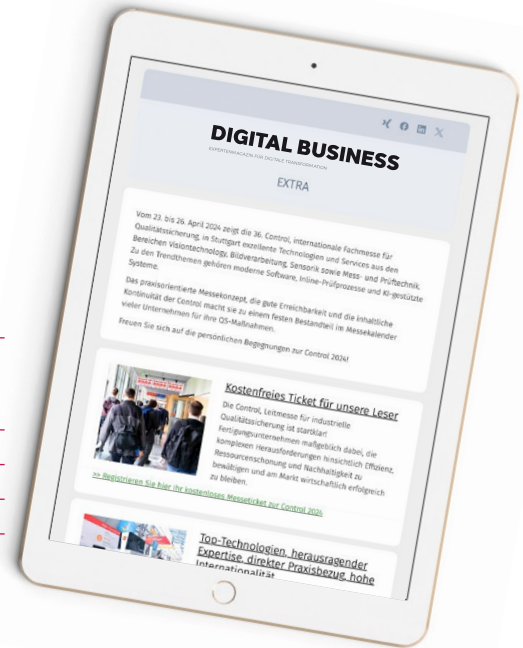 DIGITAL BUSINESS
EXPERTENMAGAZIN FÜR DIGITALE TRANSFORMATION
EXTRA
Vom 23. bis 26. April 2024 zeigt die 36. Control, Internationale Fachmesse für
Qualitätssicherung, in Stuttgart exzellente Technologien und Services aus den
Bereichen Visiontechnology, Bildverarbeitung, Sensorik sowie Mess- und Prüftechnik.
Zu den Trendthemen gehören moderne Software, Inline-Prüfprozesse und KI-gestützte
Systeme.
Das praxisorientierte Messekonzept, die gute Erreichbarkeit und die inhaltliche
Kontinuität der Control macht sie zu einem festen Bestandteil im Messekalender
vieler Unternehmen für ihre QS-Maßnahmen.
Freuen Sie sich auf die persönlichen Begegnungen zur Control 2024!
Kostenfreies Ticket für unsere Leser
Die Control, Leitmesse für industrielle
Qualitätssicherung ist startklar!
Fertigungsunternehmen maßgeblich dabei, die
komplexen Herausforderungen hinsichtlich Effizienz,
Ressourcenschonung und Nachhaltigkeit zu
bewältigen und am Markt wirtschaftlich erfolgreich
zu bleiben.
>> Registrieren Sie hier Ihr kostenloses Messeticket zur Control 2024
Top-Technologien, herausragender
Expertise, direkter Praxisbezug, hohe
Internationalität